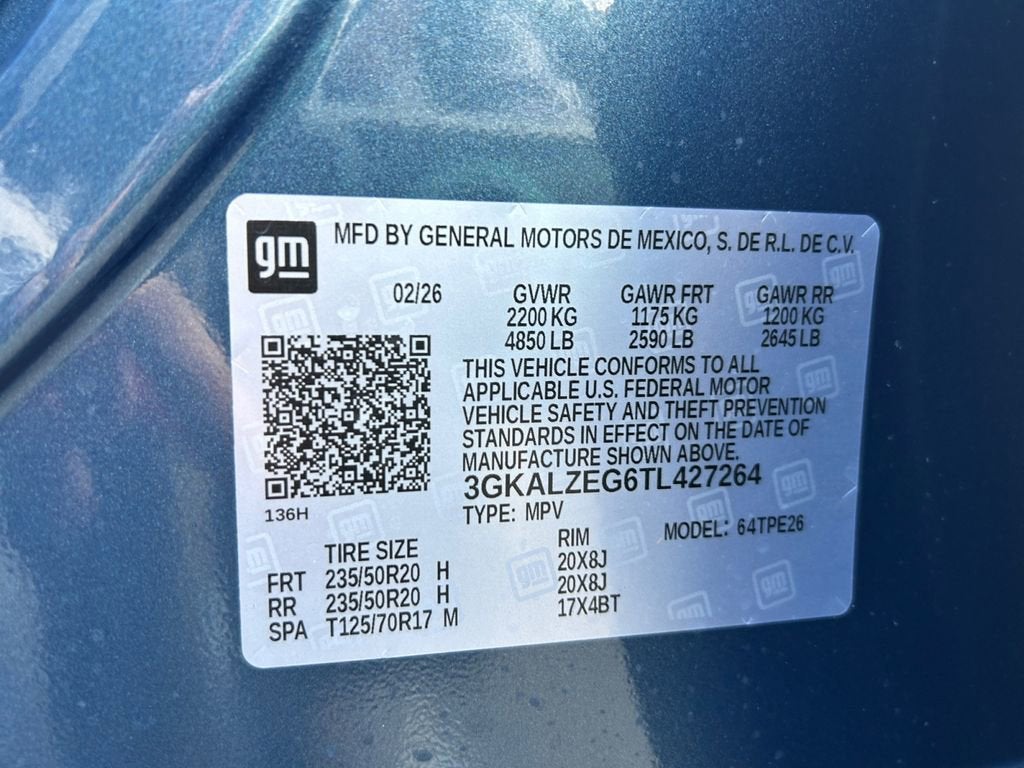 gm
MFD BY GENERAL MOTORS DE MEXICO, S. DE R.L. DE C.V.
02/26 GVWR GAWR FRT GAWR RR
2200 KG 1175 KG 1200 KG
4850 LB 2590 LB 2645 LB
THIS VEHICLE CONFORMS TO ALL
APPLICABLE U.S. FEDERAL MOTOR
VEHICLE SAFETY AND THEFT PREVENTION
STANDARDS IN EFFECT ON THE DATE OF
MANUFACTURE SHOWN ABOVE.
3GKALZEG6TL427264
136H
TYPE: MPV MODEL: 64TPE26
TIRE SIZE RIM
FRT 235/50R20 H 20X8J
RR 235/50R20 H 20X8J
SPA T125/70R17 M 17X4BT